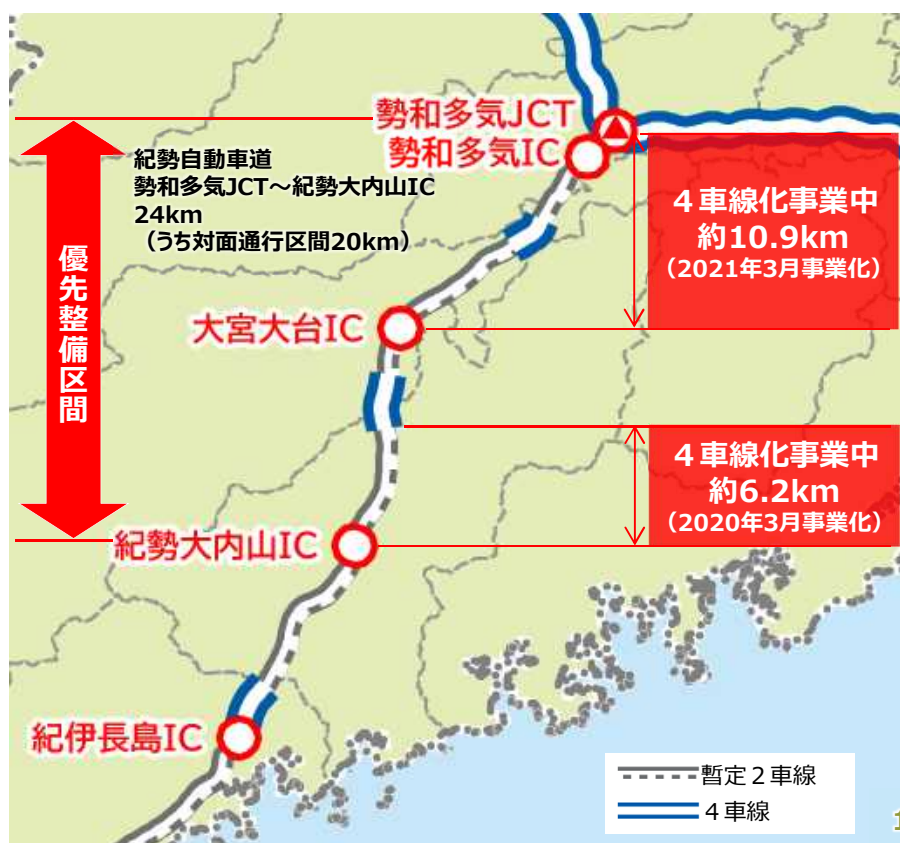 勢和多気JCT
勢和多気IC
紀勢自動車道
勢和多気JCT～紀勢大内山IC
24km
（うち対面通行区間20km）
優先整備区間
４車線化事業中
約10.9km
（2021年3月事業化）
大宮大台IC
４車線化事業中
約6.2km
（2020年3月事業化）
紀勢大内山IC
紀伊長島IC
暫定２車線
４車線
1